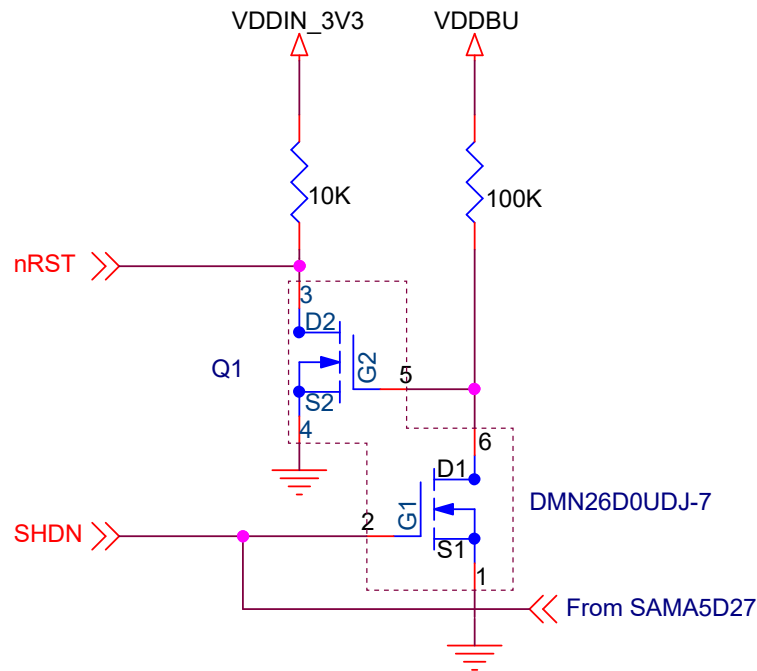 VDDIN_3V3
VDDBU
10K
100K
nRST
3
D2
Q1
G2
5
S2
4
6
D1
DMN26D0UDJ-7
2
G1
SHDN
S1
1
From SAMA5D27